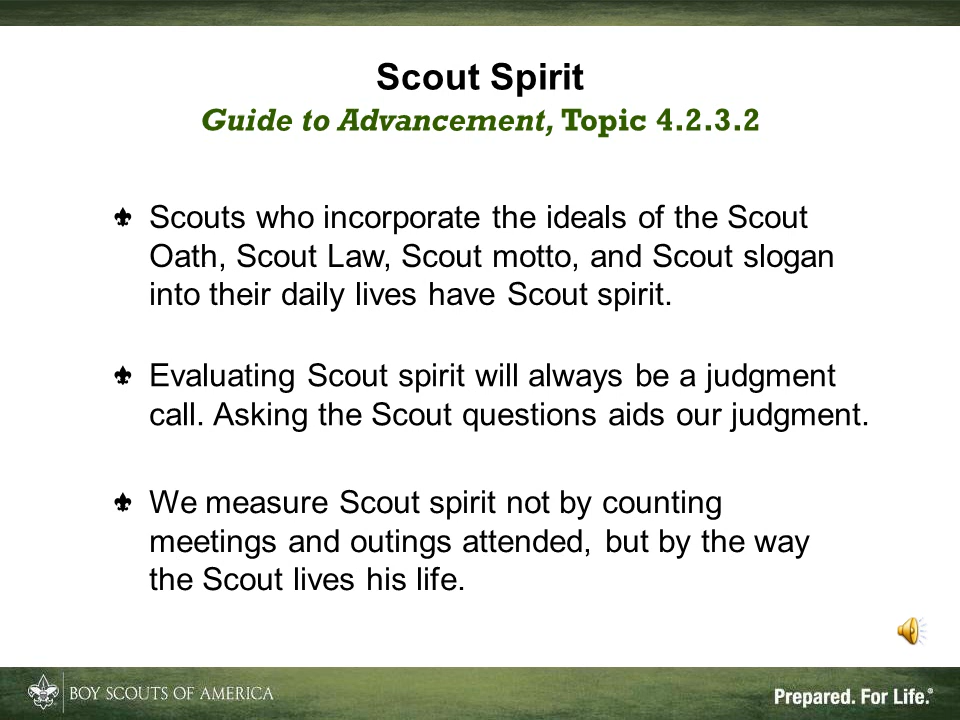 Scout Spirit
Guide to Advancement, Topic 4.2.3.2
Scouts who incorporate the ideals of the Scout
Oath, Scout Law, Scout motto, and Scout slogan
into their daily lives have Scout spirit.
Evaluating Scout spirit will always be a judgment
call. Asking the Scout questions aids our judgment.
We measure Scout spirit not by counting
meetings and outings attended, but by the way
the Scout lives his life.
BOY SCOUTS OF AMERICA
Prepared. For Life.®